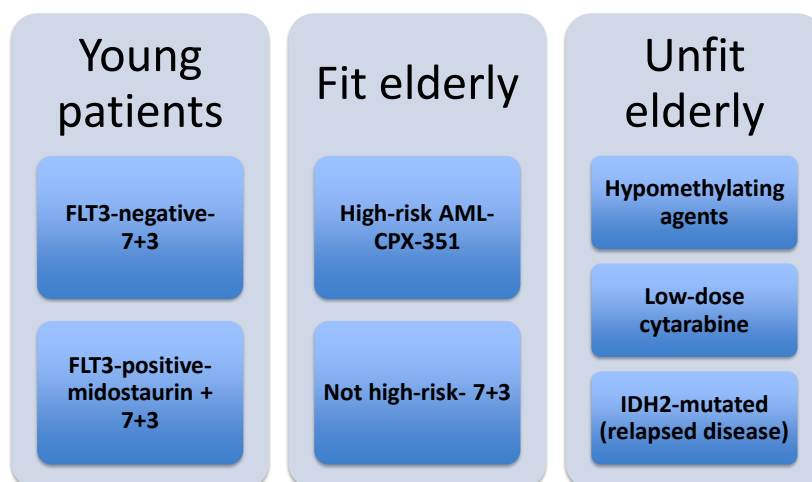 Young
patients
FLT3-negative-
7+3
FLT3-positive-
midostaurin +
7+3
Fit elderly
High-risk AML-
CPX-351
Not high-risk- 7+3
Unfit
elderly
Hypomethylating
agents
Low-dose
cytarabine
IDH2-mutated
(relapsed disease)